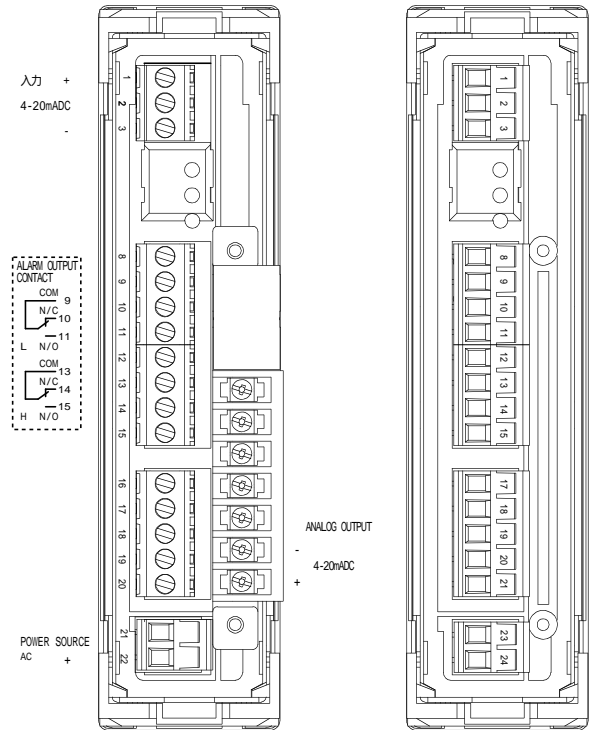 入力 +
4-20mADC
-
1
2
3
ALARM OUTPUT
CONTACT
COM 9
N/C 10
11
L N/O
COM 13
N/C 14
15
H N/O
8
9
10
11
12
13
14
15
16
17
18
19
20
ANALOG OUTPUT
-
4-20mADC
+
POWER SOURCE
AC +
21
22
1
2
3
8
9
10
11
12
13
14
15
17
18
19
20
21
23
24